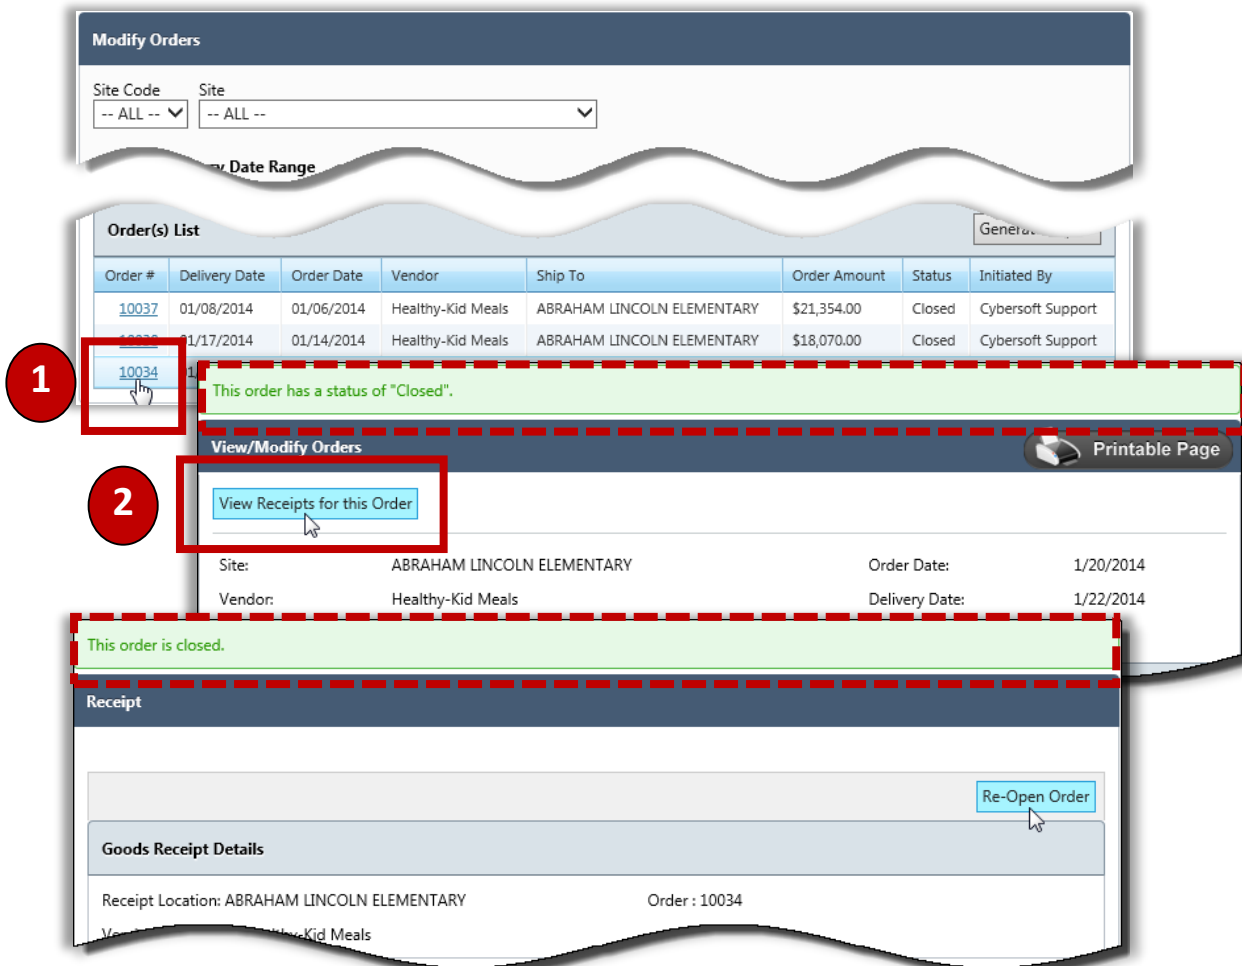 Modify Orders
Site Code Site
-- ALL -- -- ALL --
Date Range
Order(s) List
Order # Delivery Date Order Date Vendor Ship To Order Amount Status Initiated By
10037 01/08/2014 01/06/2014 Healthy-Kid Meals ABRAHAM LINCOLN ELEMENTARY $21,354.00 Closed Cybersoft Support
01/17/2014 01/14/2014 Healthy-Kid Meals ABRAHAM LINCOLN ELEMENTARY $18,070.00 Closed Cybersoft Support
1
10034
This order has a status of "Closed".
View/Modify Orders Printable Page
2
View Receipts for this Order
Site: ABRAHAM LINCOLN ELEMENTARY Order Date: 1/20/2014
Vendor: Healthy-Kid Meals Delivery Date: 1/22/2014
This order is closed.
Receipt
Re-Open Order
Goods Receipt Details
Receipt Location: ABRAHAM LINCOLN ELEMENTARY Order : 10034
Meals